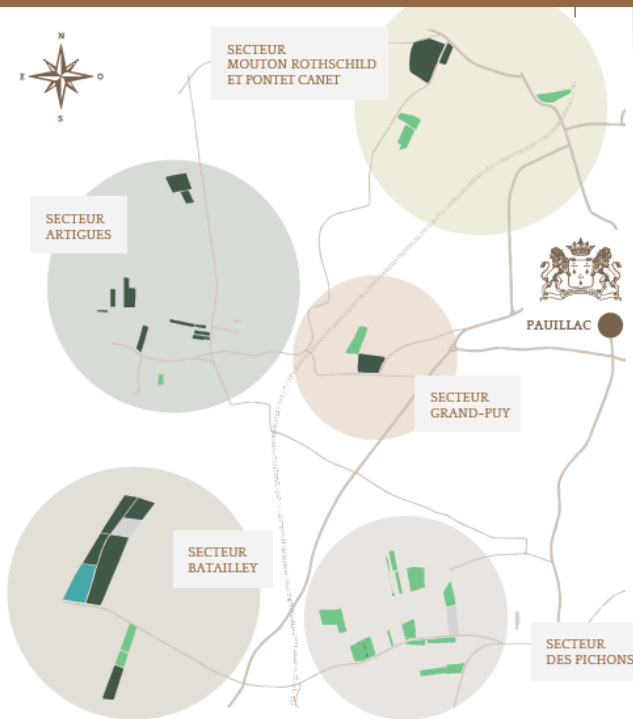 N
E
O
S
SECTEUR
MOUTON ROTHSCHILD
ET PONTET CANET
SECTEUR
ARTIGUES
PAUILLAC
SECTEUR
GRAND-PUY
SECTEUR
BATAILLEY
SECTEUR
DES PICHONS